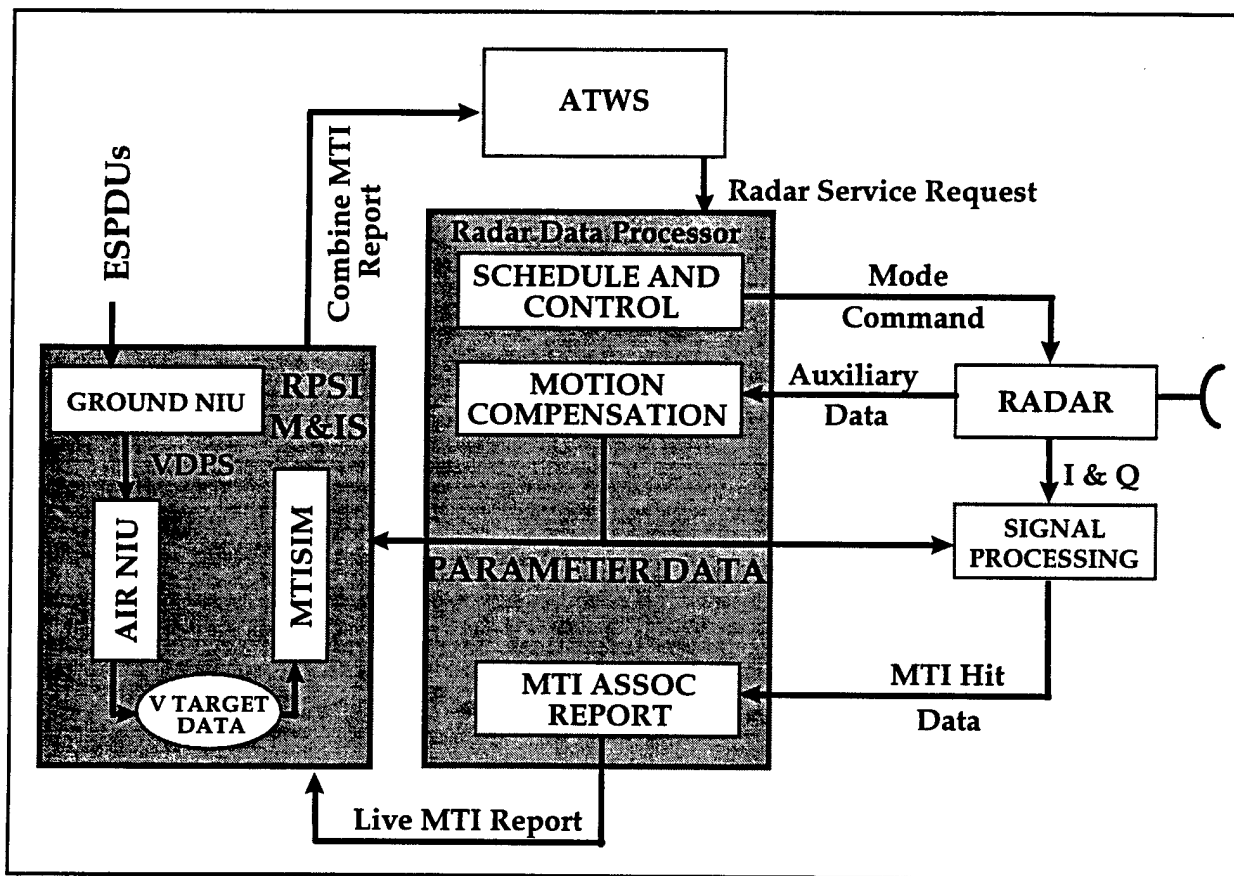 ATWS
Combine MTI
Report
ESPDUs
Radar Service Request
Radar Data Processor
SCHEDULE AND
CONTROL
Mode
Command
GROUND NIU
RPSI
M&IS
MOTION
COMPENSATION
Auxiliary
Data
RADAR
VDPS
I & Q
AIR NIU
MTISIM
SIGNAL
PROCESSING
PARAMETER DATA
V TARGET
DATA
MTI ASSOC
REPORT
MTI Hit
Data
Live MTI Report